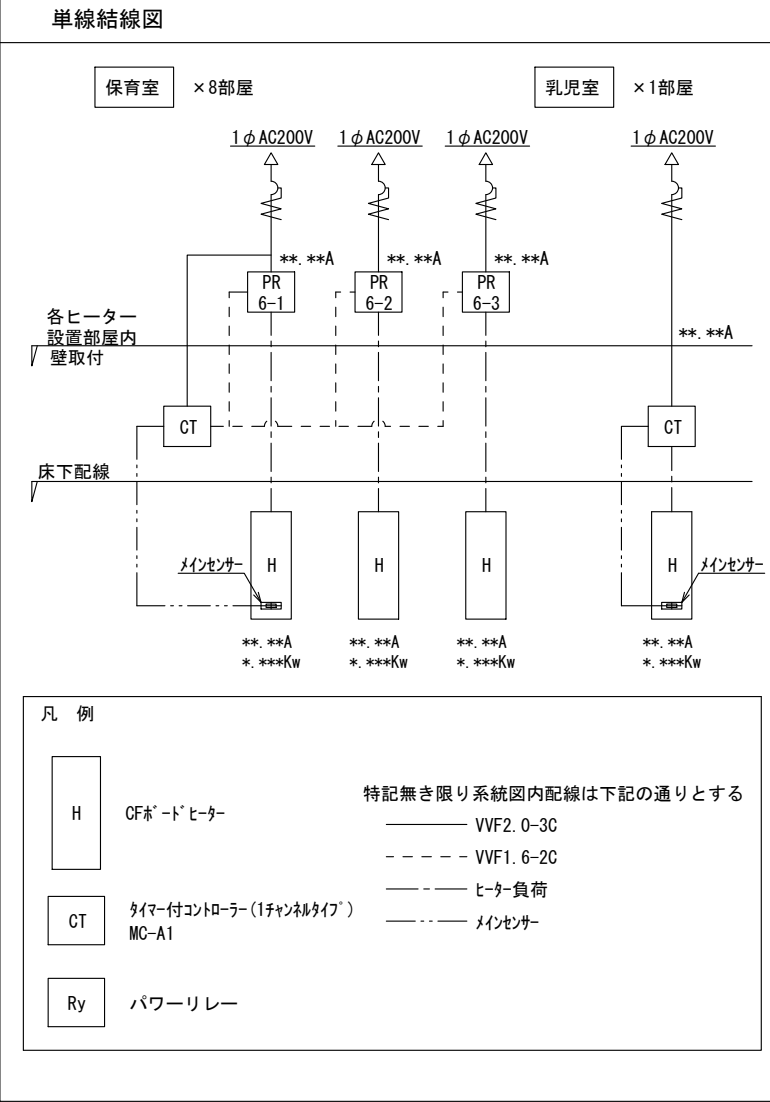 単線結線図
保育室 ×8部屋 乳児室 ×1部屋
1φAC200V 1φAC200V 1φAC200V 1φAC200V
**.**A **.**A **.**A
PR PR PR
6-1 6-2 6-3
各ヒーター
設置部屋内
壁取付
**.**A
CT CT
床下配線
メインセンサー H H H H メインセンサー
**.**A **.**A **.**A **.**A
*.***Kw *.***Kw *.***Kw *.***Kw
凡 例
H CFボードヒーター
CT タイマー付コントローラー(1チャンネルタイプ)
MC-A1
Ry パワーリレー
特記無き限り系統図内配線は下記の通りとする
VVF2.0-3C
VVF1.6-2C
ヒーター負荷
メインセンサー